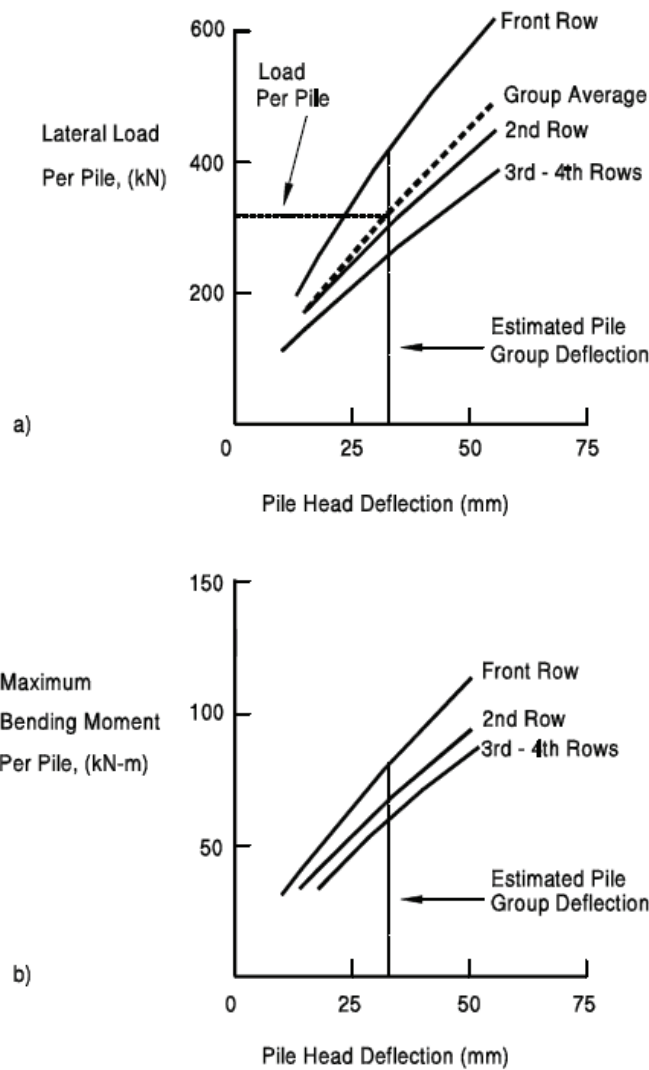 600
Front Row
Load
Per Pile
Group Average
Lateral Load
2nd Row
400
Per Pile, (kN)
3rd - 4th Rows
200
Estimated Pile
Group Deflection
a)
0
25
50
75
Pile Head Deflection (mm)
150
Maximum
Front Row
100
Bending Moment
2nd Row
3rd - 4th Rows
Per Pile, (kN-m)
50
Estimated Pile
Group Deflection
b)
0
25
50
75
Pile Head Deflection (mm)